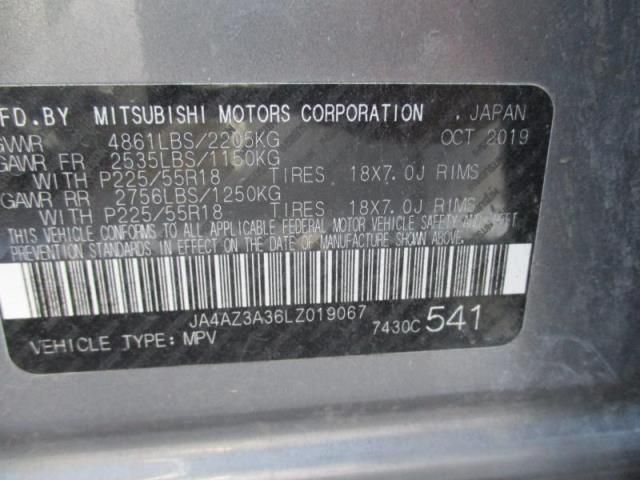 FD.BY MITSUBISHI MOTORS CORPORATION . JAPAN
GVWR 4861LBS/2205KG OCT 2019
GAWR FR 2535LBS/1150KG
WITH P225/55R18 TIRES 18X7.0J RIMS
GAWR RR 2756LBS/1250KG
WITH P225/55R18 TIRES 18X7.0J RIMS
THIS VEHICLE CONFORMS TO ALL APPLICABLE FEDERAL MOTOR VEHICLE SAFETY AND THEFT
PREVENTION STANDARDS IN EFFECT ON THE DATE OF MANUFACTURE SHOWN ABOVE.
JA4AZ3A36LZ019067
7430C 541
VEHICLE TYPE: MPV